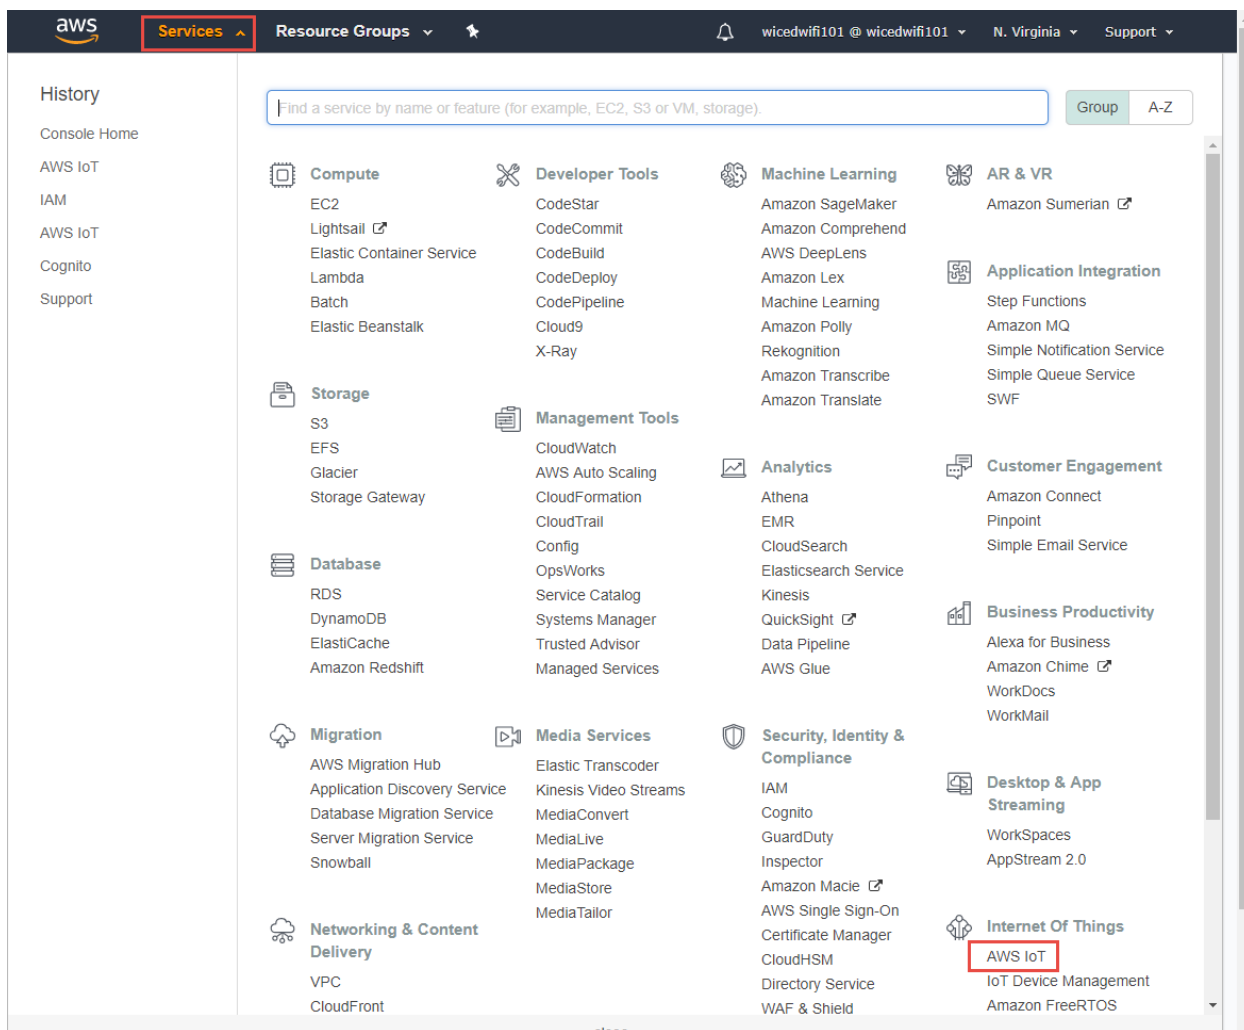 aws
Services
Resource Groups
wicedwifi101 @ wicedwifi101
N. Virginia
Support
History
Console Home
AWS IoT
IAM
AWS IoT
Cognito
Support
Find a service by name or feature (for example, EC2, S3 or VM, storage).
Group
A-Z
Compute
EC2
Lightsail
Elastic Container Service
Lambda
Batch
Elastic Beanstalk
Storage
S3
EFS
Glacier
Storage Gateway
Database
RDS
DynamoDB
ElastiCache
Amazon Redshift
Migration
AWS Migration Hub
Application Discovery Service
Database Migration Service
Server Migration Service
Snowball
Networking & Content
Delivery
VPC
CloudFront
Developer Tools
CodeStar
CodeCommit
CodeBuild
CodeDeploy
CodePipeline
Cloud9
X-Ray
Management Tools
CloudWatch
AWS Auto Scaling
CloudFormation
CloudTrail
Config
OpsWorks
Service Catalog
Systems Manager
Trusted Advisor
Managed Services
Media Services
Elastic Transcoder
Kinesis Video Streams
MediaConvert
MediaLive
MediaPackage
MediaStore
MediaTailor
Machine Learning
Amazon SageMaker
Amazon Comprehend
AWS DeepLens
Amazon Lex
Machine Learning
Amazon Polly
Rekognition
Amazon Transcribe
Amazon Translate
Analytics
Athena
EMR
CloudSearch
Elasticsearch Service
Kinesis
QuickSight
Data Pipeline
AWS Glue
Security, Identity &
Compliance
IAM
Cognito
GuardDuty
Inspector
Amazon Macie
AWS Single Sign-On
Certificate Manager
CloudHSM
Directory Service
WAF & Shield
AR & VR
Amazon Sumerian
Application Integration
Step Functions
Amazon MQ
Simple Notification Service
Simple Queue Service
SWF
Customer Engagement
Amazon Connect
Pinpoint
Simple Email Service
Business Productivity
Alexa for Business
Amazon Chime
WorkDocs
WorkMail
Desktop & App
Streaming
WorkSpaces
AppStream 2.0
Internet Of Things
AWS IoT
IoT Device Management
Amazon FreeRTOS